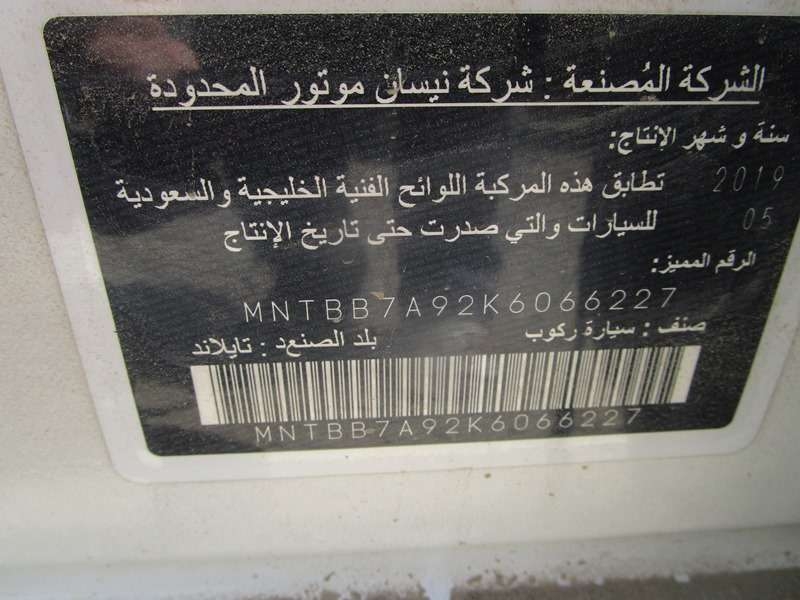 الشركة المُصنعة : شركة نيسان موتور المحدودة
سنة و شهر الانتاج:
2019 تطابق هذه المركبة اللوائح الفنية الخليجية والسعودية
05 للسيارات والتي صدرت حتى تاريخ الإنتاج
الرقم المميز:
MNTBB7A92K6066227
صنف : سيارة ركوب بلد الصنع : تايلاند
MNTBB7A92K6066227